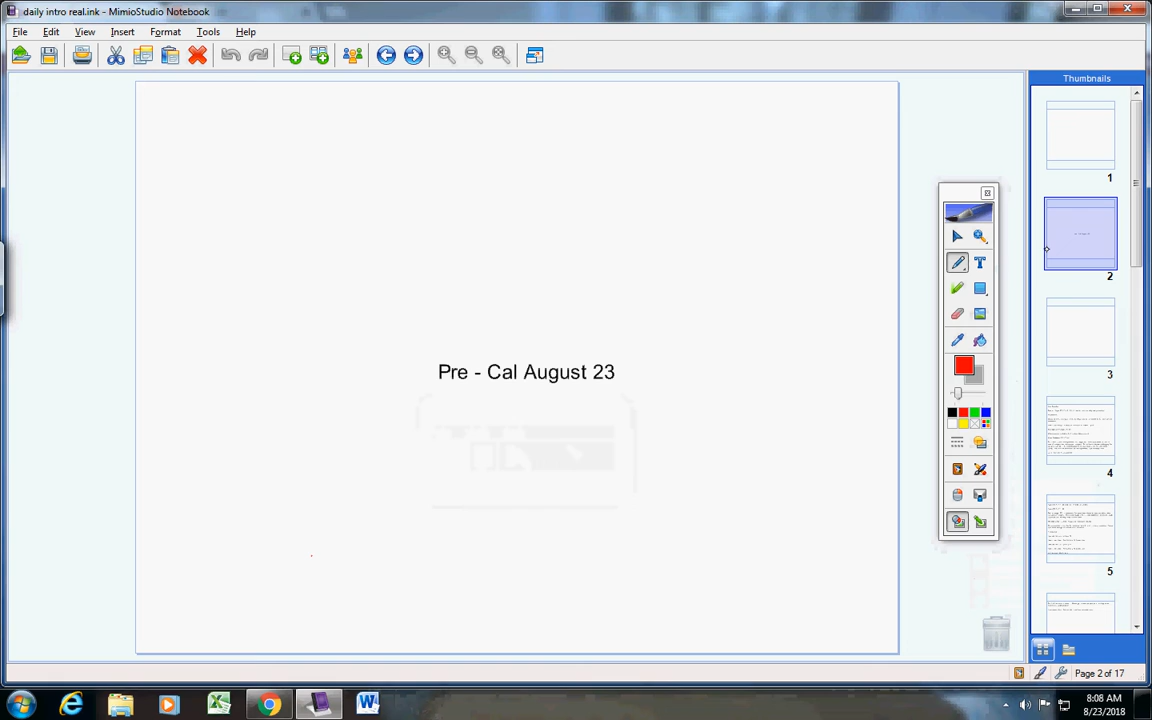 daily intro real.ink - MimioStudio Notebook
File Edit View Insert Format Tools Help
Thumbnails
1
2
3
4
5
Pre - Cal August 23
T
Page 2 of 17
8:08 AM
8/23/2018